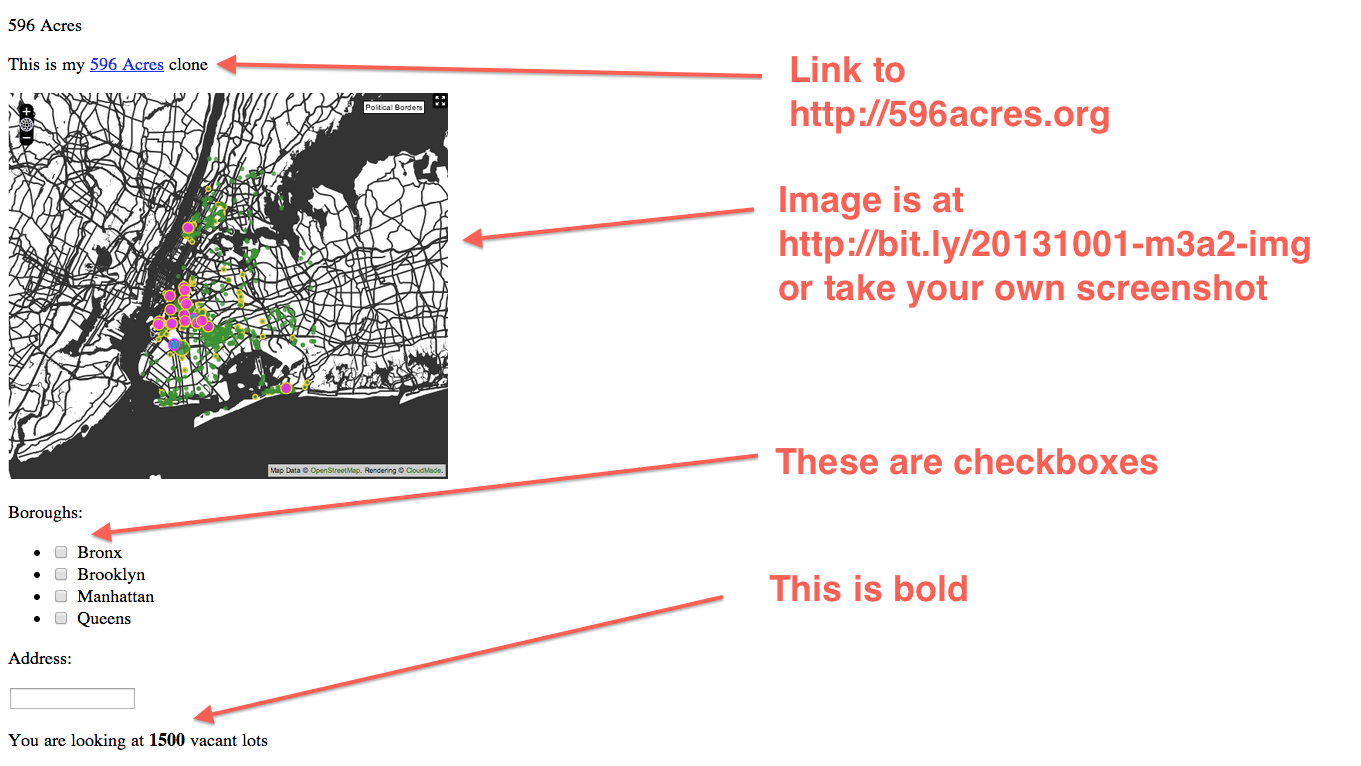 596 Acres
This is my 596 Acres clone
Link to
http://596acres.org
+
Political Borders
−
Image is at
http://bit.ly/20131001-m3a2-img
or take your own screenshot
Map Data © OpenStreetMap. Rendering © CloudMade.
These are checkboxes
Boroughs:
Bronx
Brooklyn
Manhattan
Queens
This is bold
Address:
You are looking at 1500 vacant lots